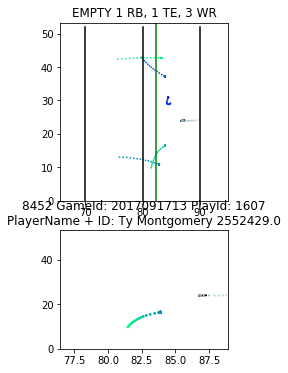 EMPTY 1 RB, 1 TE, 3 WR
50
40
30
20
10
0
70 80 90
8452 GameId: 2017091713 PlayId: 1607
PlayerName + ID: Ty Montgomery 2552429.0
40
20
0
77.5 80.0 82.5 85.0 87.5